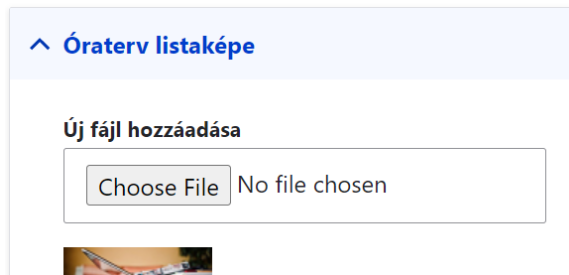 Óraterv listaképe
Új fájl hozzáadása
Choose File No file chosen